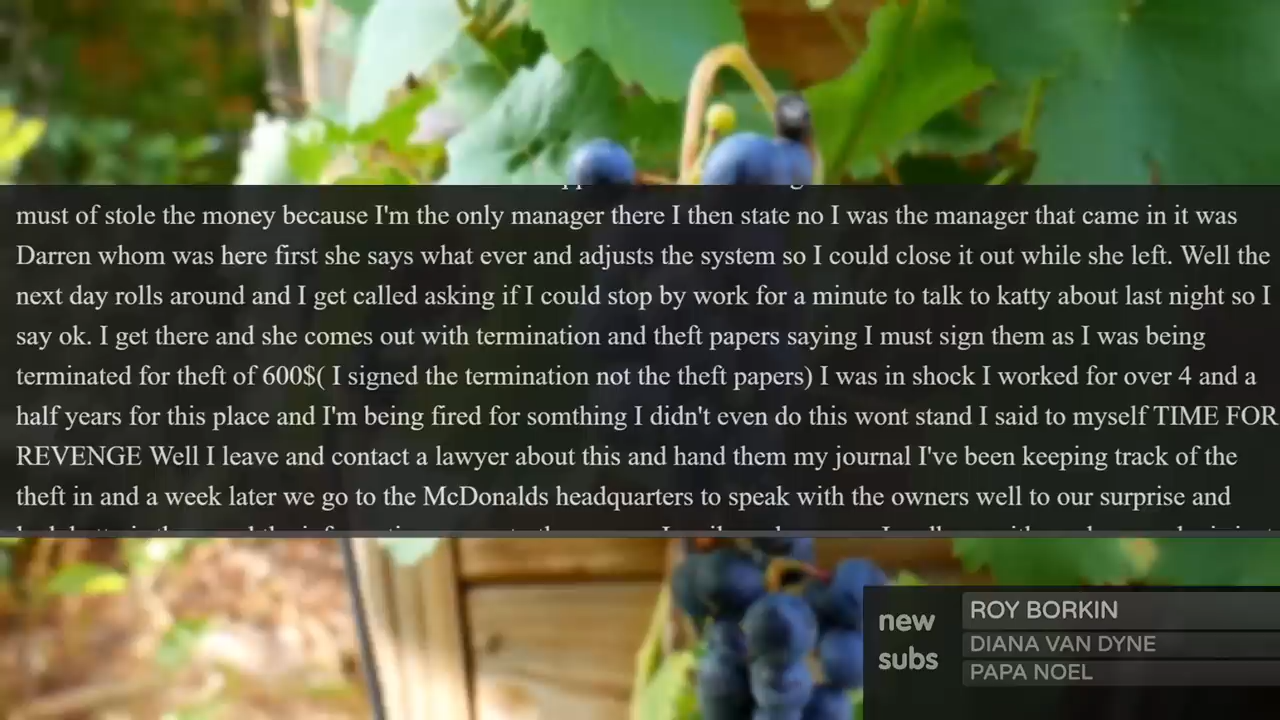 must of stole the money because I'm the only manager there I then state no I was the manager that came in it was
Darren whom was here first she says what ever and adjusts the system so I could close it out while she left. Well the
next day rolls around and I get called asking if I could stop by work for a minute to talk to katty about last night so I
say ok. I get there and she comes out with termination and theft papers saying I must sign them as I was being
terminated for theft of 600$( I signed the termination not the theft papers) I was in shock I worked for over 4 and a
half years for this place and I'm being fired for somthing I didn't even do this wont stand I said to myself TIME FOR
REVENGE Well I leave and contact a lawyer about this and hand them my journal I've been keeping track of the
theft in and a week later we go to the McDonalds headquarters to speak with the owners well to our surprise and
new subs
ROY BORKIN
DIANA VAN DYNE
PAPA NOEL